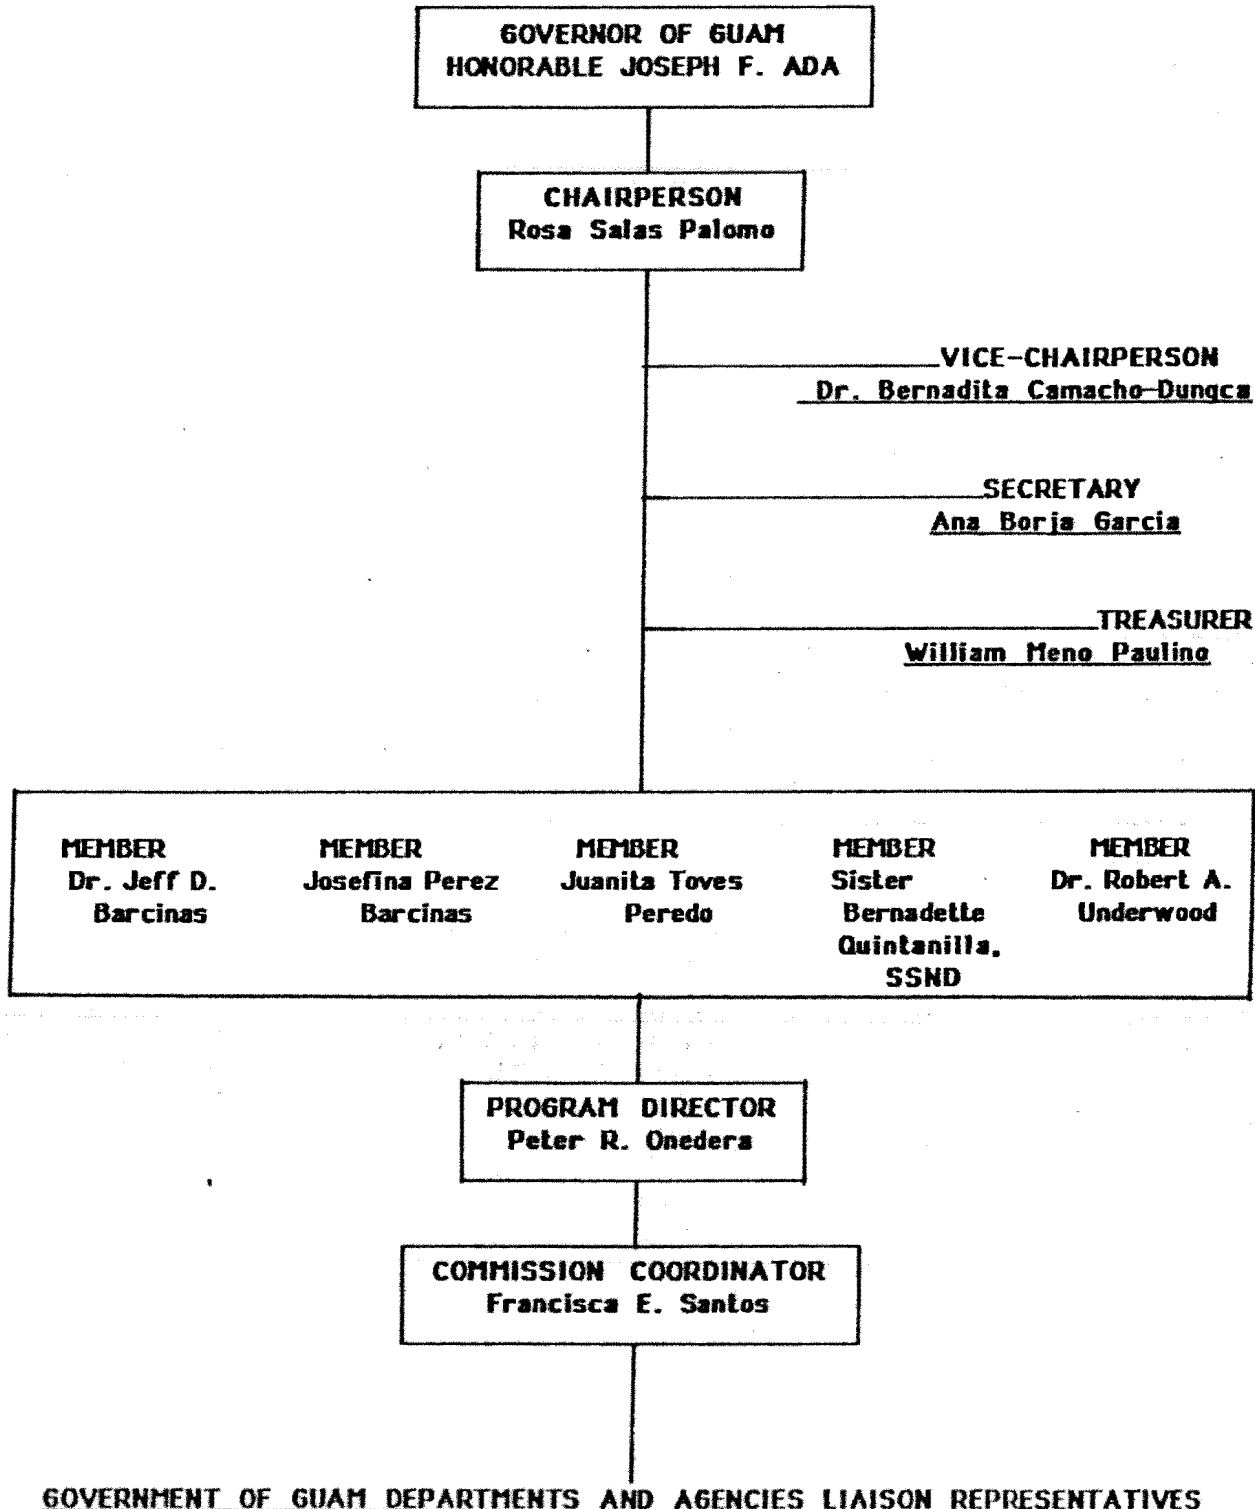 GOVERNOR OF GUAM
HONORABLE JOSEPH F. ADA
CHAIRPERSON
Rosa Salas Palomo
VICE-CHAIRPERSON
Dr. Bernadita Camacho-Dungca
SECRETARY
Ana Borja Garcia
TREASURER
William Meno Paulino
MEMBER MEMBER MEMBER MEMBER MEMBER
Dr. Jeff D. Josefina Perez Juanita Toves Sister Dr. Robert A.
Barcinas Barcinas Peredo Bernadette Underwood
Quintanilla,
SSND
PROGRAM DIRECTOR
Peter R. Onedera
COMMISSION COORDINATOR
Francisca E. Santos
GOVERNMENT OF GUAM DEPARTMENTS AND AGENCIES LIAISON REPRESENTATIVES